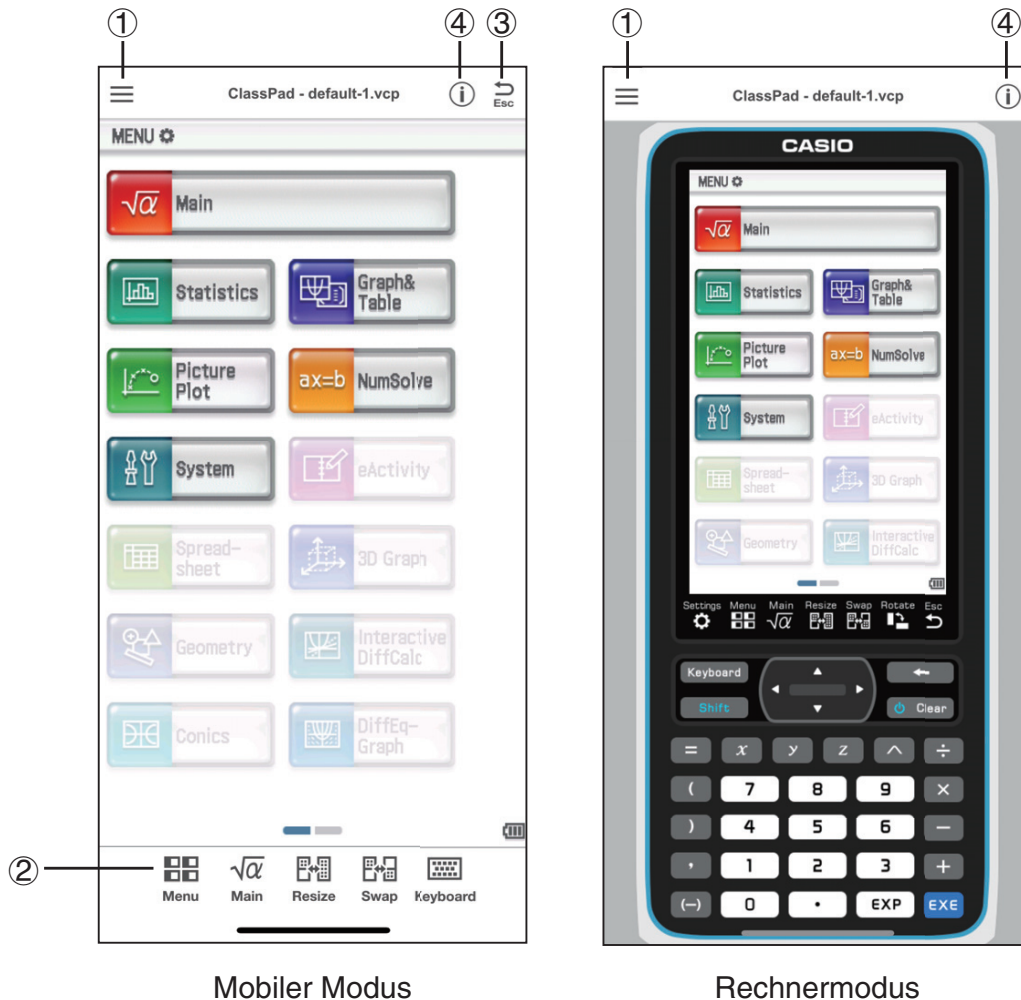 ① ④ ③
ClassPad - default-1.vcp i Esc
MENU
√α Main
Statistics Graph&
Table
Picture
Plot ax=b NumSolve
System eActivity
Spread-
sheet 3D Graph
Geometry Interactive
DiffCalc
Conics DiffEq-
Graph
②
Menu √α Main Resize Swap Keyboard
Mobiler Modus
① ④
ClassPad - default-1.vcp i
CASIO
MENU
√α Main
Statistics Graph&
Table
Picture
Plot ax=b NumSolve
System eActivity
Spread-
sheet 3D Graph
Geometry Interactive
DiffCalc
Settings Menu Main Resize Swap Rotate Esc
√α
Keyboard
Shift Clear
= x y z ^ ÷
( 7 8 9 ×
) 4 5 6 −
, 1 2 3 +
(−) 0 • EXP EXE
Rechnermodus